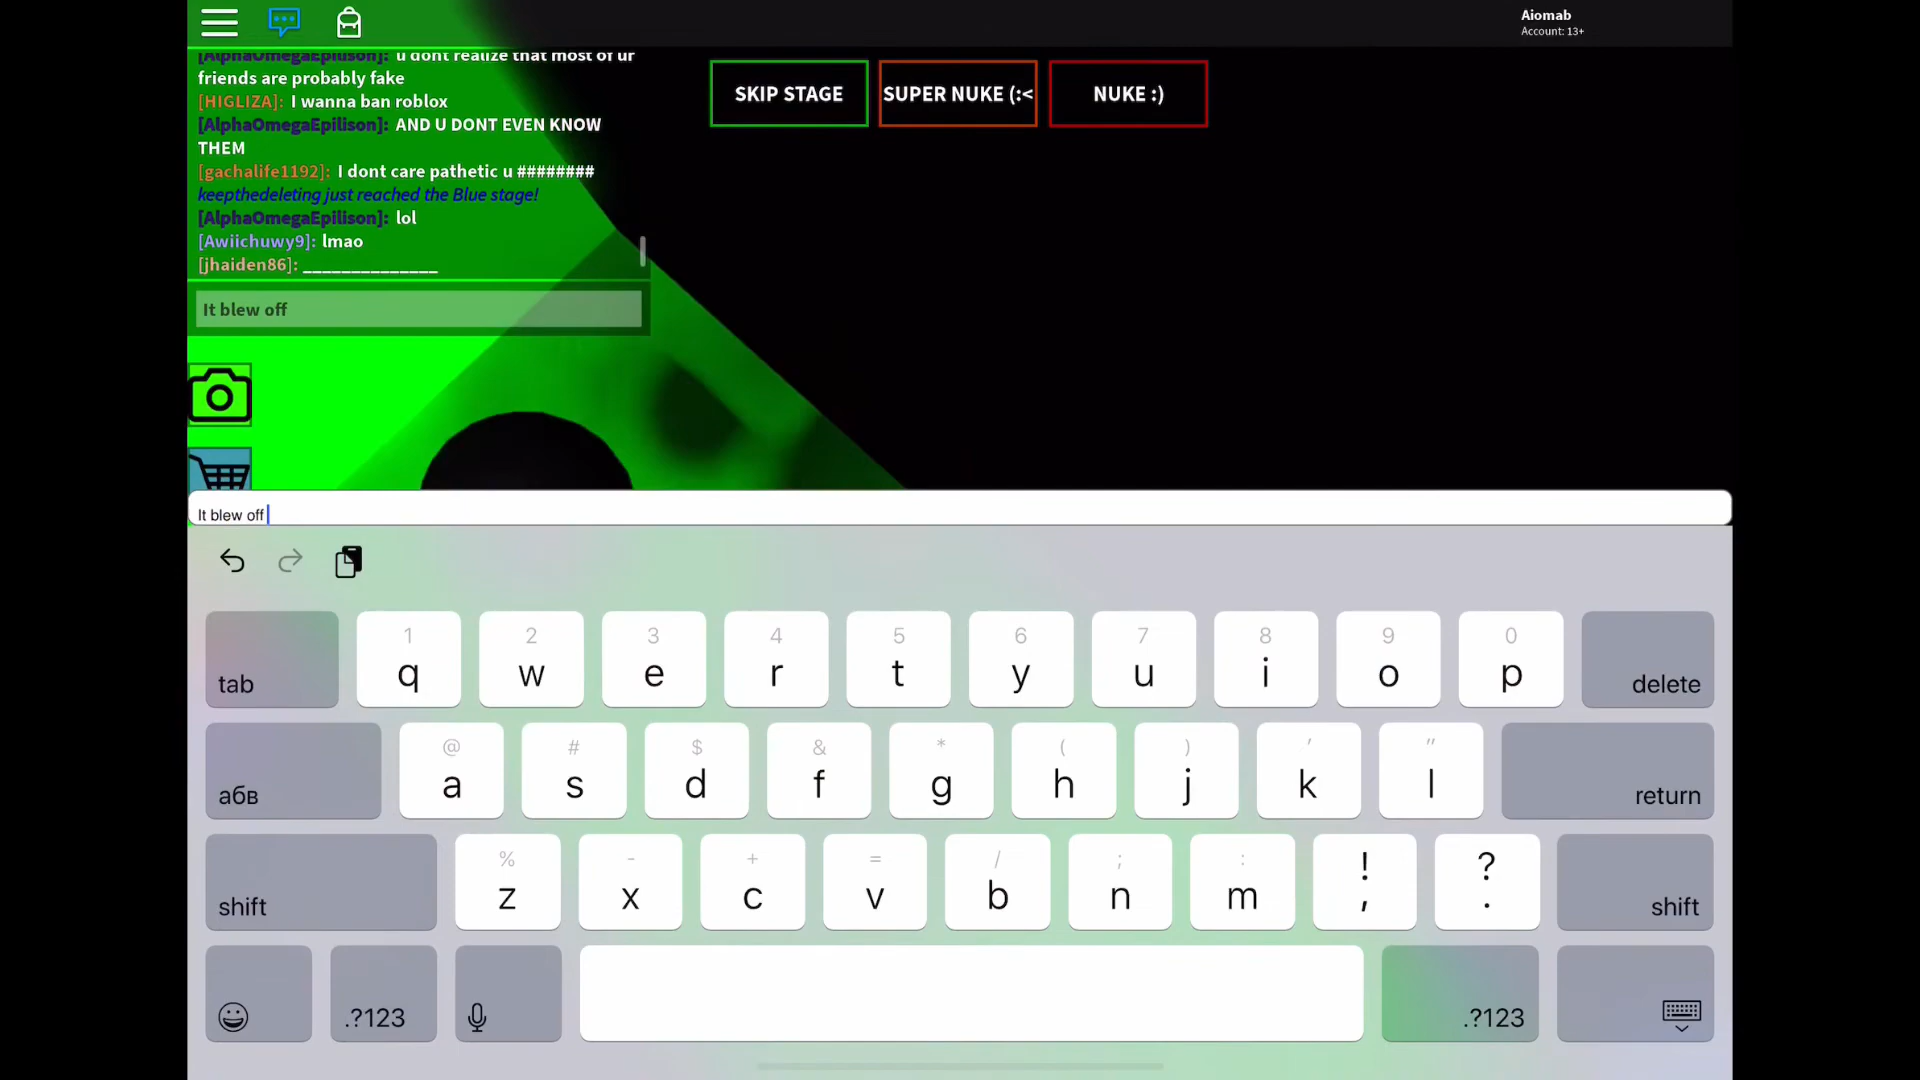 Aiomab
Account: 13+
[AlphaOmegaEpilison]: u dont realize that most of ur
friends are probably fake
[HIGLIZA]: I wanna ban roblox
[AlphaOmegaEpilison]: AND U DONT EVEN KNOW
THEM
[gachalife1192]: I dont care pathetic u ########
keepthedeleting just reached the Blue stage!
[AlphaOmegaEpilison]: lol
[Awiichuwy9]: lmao
[jhaiden86]: ______________
SKIP STAGE
SUPER NUKE (:<
NUKE :)
It blew off
It blew off
tab
1 2 3 4 5 6 7 8 9 0
q w e r t y u i o p
delete
абв
@ # $ & * ( ) ' "
a s d f g h j k l
return
shift
% - + = / ; : ! ?
z x c v b n m , .
shift
.?123
.?123